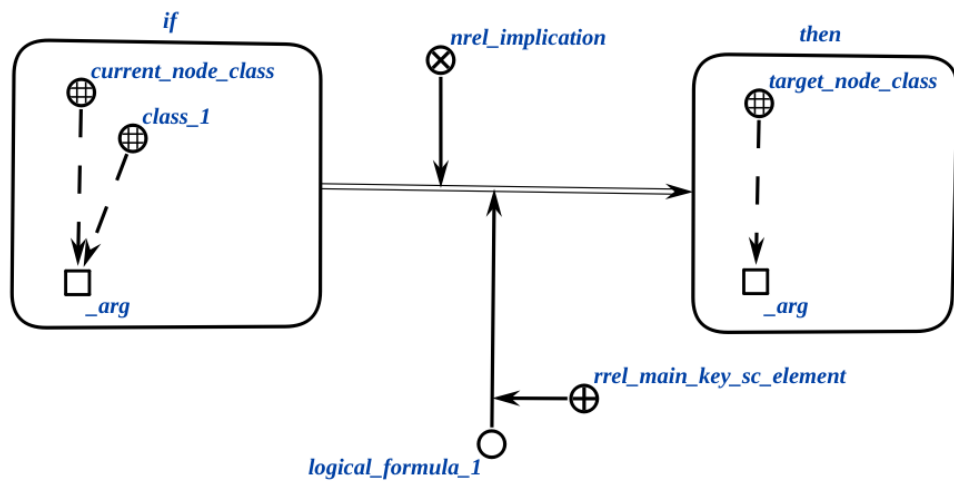 if
nrel_implication
then
current_node_class
target_node_class
class_1
_arg
_arg
rrel_main_key_sc_element
logical_formula_1